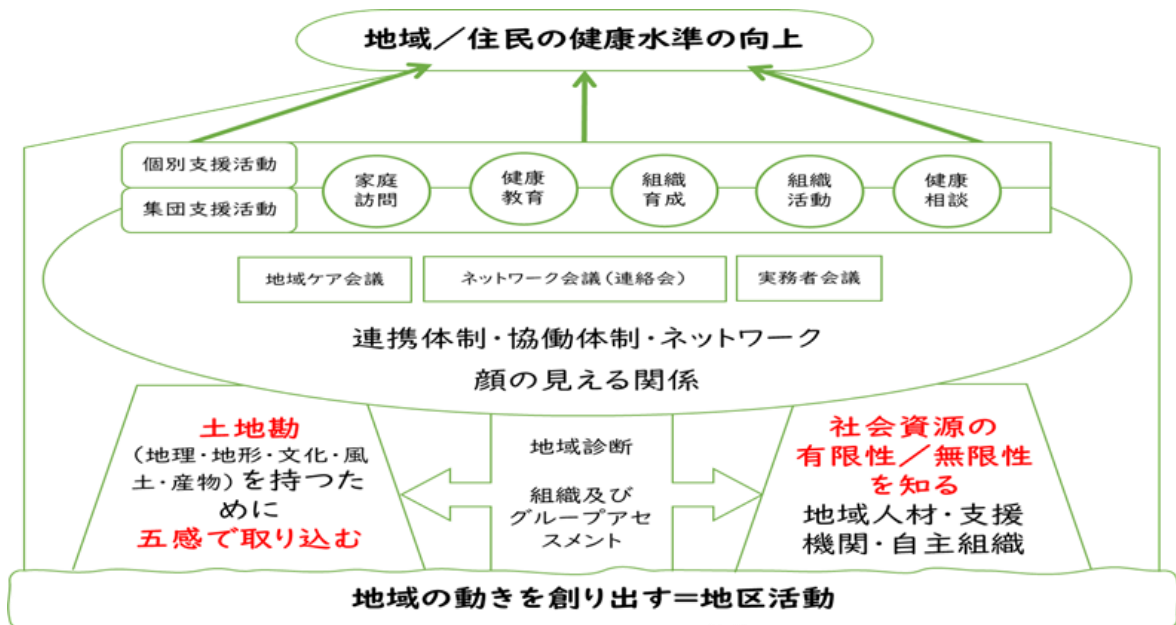 地域／住民の健康水準の向上
個別支援活動
集団支援活動
家庭
訪問
健康
教育
組織
育成
組織
活動
健康
相談
地域ケア会議
ネットワーク会議(連絡会)
実務者会議
連携体制・協働体制・ネットワーク
顔の見える関係
土地勘
(地理・地形・文化・風
土・産物)を持つた
めに
五感で取り込む
地域診断
組織及び
グループアセ
スメント
社会資源の
有限性／無限性
を知る
地域人材・支援
機関・自主組織
地域の動きを創り出す＝地区活動